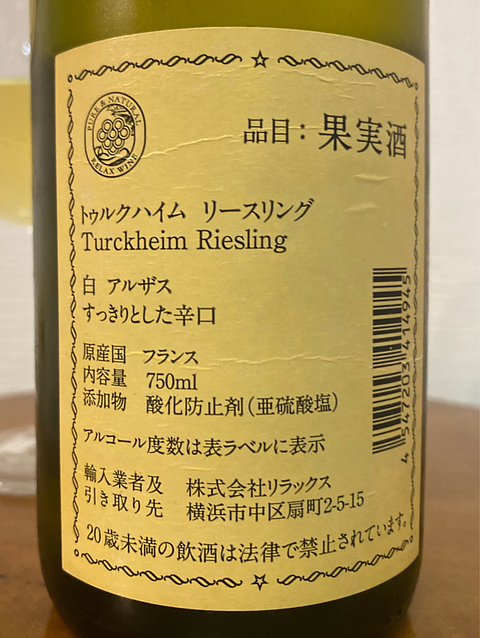 PURE & NATURAL
RELAX WINE
品目：果実酒
トゥルクハイム リースリング
Turckheim Riesling
白 アルザス
すっきりとした辛口
原産国 フランス
内容量 750ml
添加物 酸化防止剤（亜硫酸塩）
アルコール度数は表ラベルに表示
輸入業者及 株式会社リラックス
引き取り先 横浜市中区扇町2-5-15
20歳未満の飲酒は法律で禁止されています。
4 547203 414945